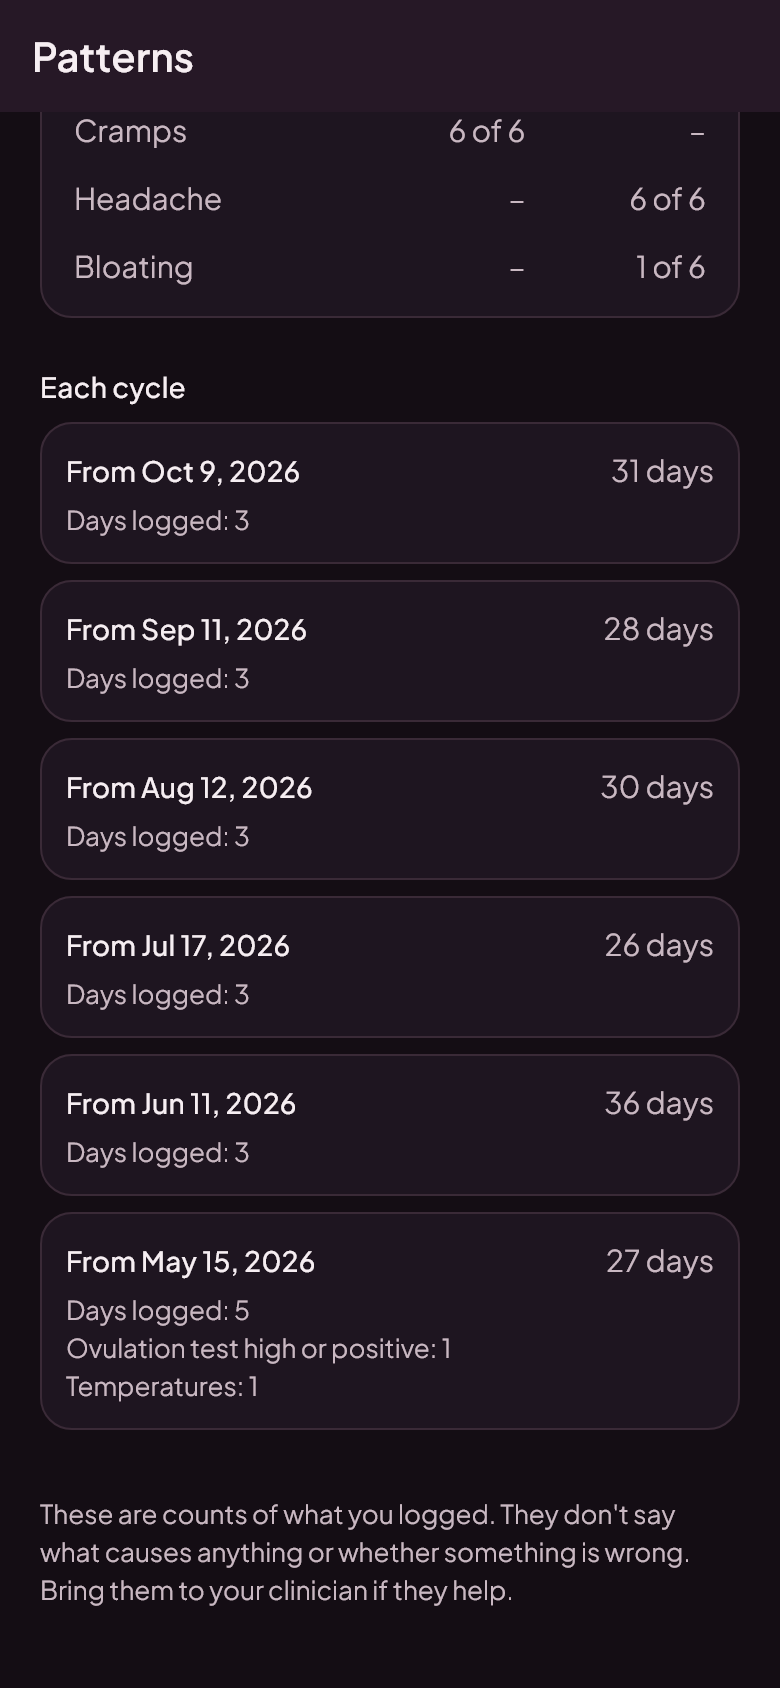 Patterns
Cramps 6 of 6 –
Headache – 6 of 6
Bloating – 1 of 6
Each cycle
From Oct 9, 2026 31 days
Days logged: 3
From Sep 11, 2026 28 days
Days logged: 3
From Aug 12, 2026 30 days
Days logged: 3
From Jul 17, 2026 26 days
Days logged: 3
From Jun 11, 2026 36 days
Days logged: 3
From May 15, 2026 27 days
Days logged: 5
Ovulation test high or positive: 1
Temperatures: 1
These are counts of what you logged. They don't say
what causes anything or whether something is wrong.
Bring them to your clinician if they help.